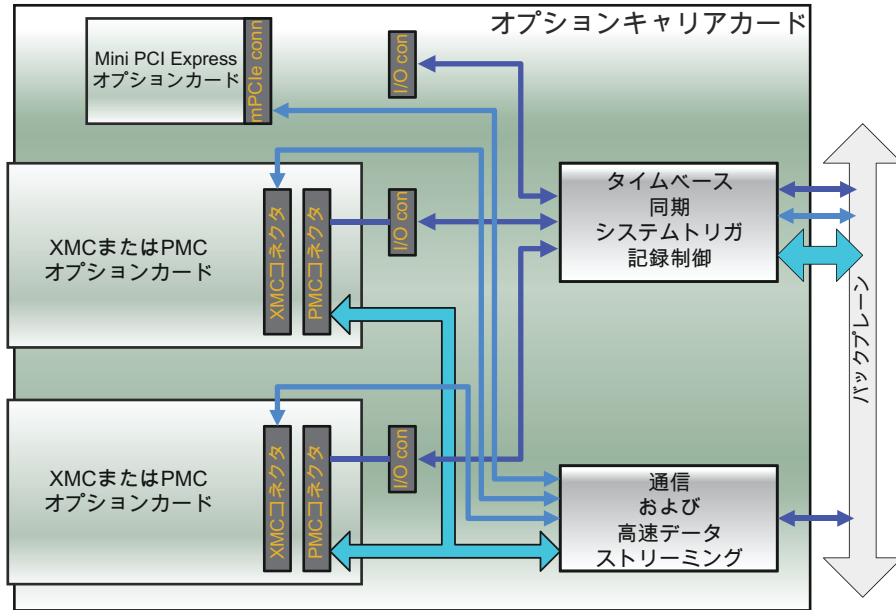 オプションキャリアカード
Mini PCI Express
オプションカード
mPCIe conn
I/O con
XMCまたはPMC
オプションカード
XMCコネクタ
PMCコネクタ
I/O con
タイムベース
同期
システムトリガ
記録制御
バックプレーン
XMCまたはPMC
オプションカード
XMCコネクタ
PMCコネクタ
I/O con
通信
および
高速データ
ストリーミング